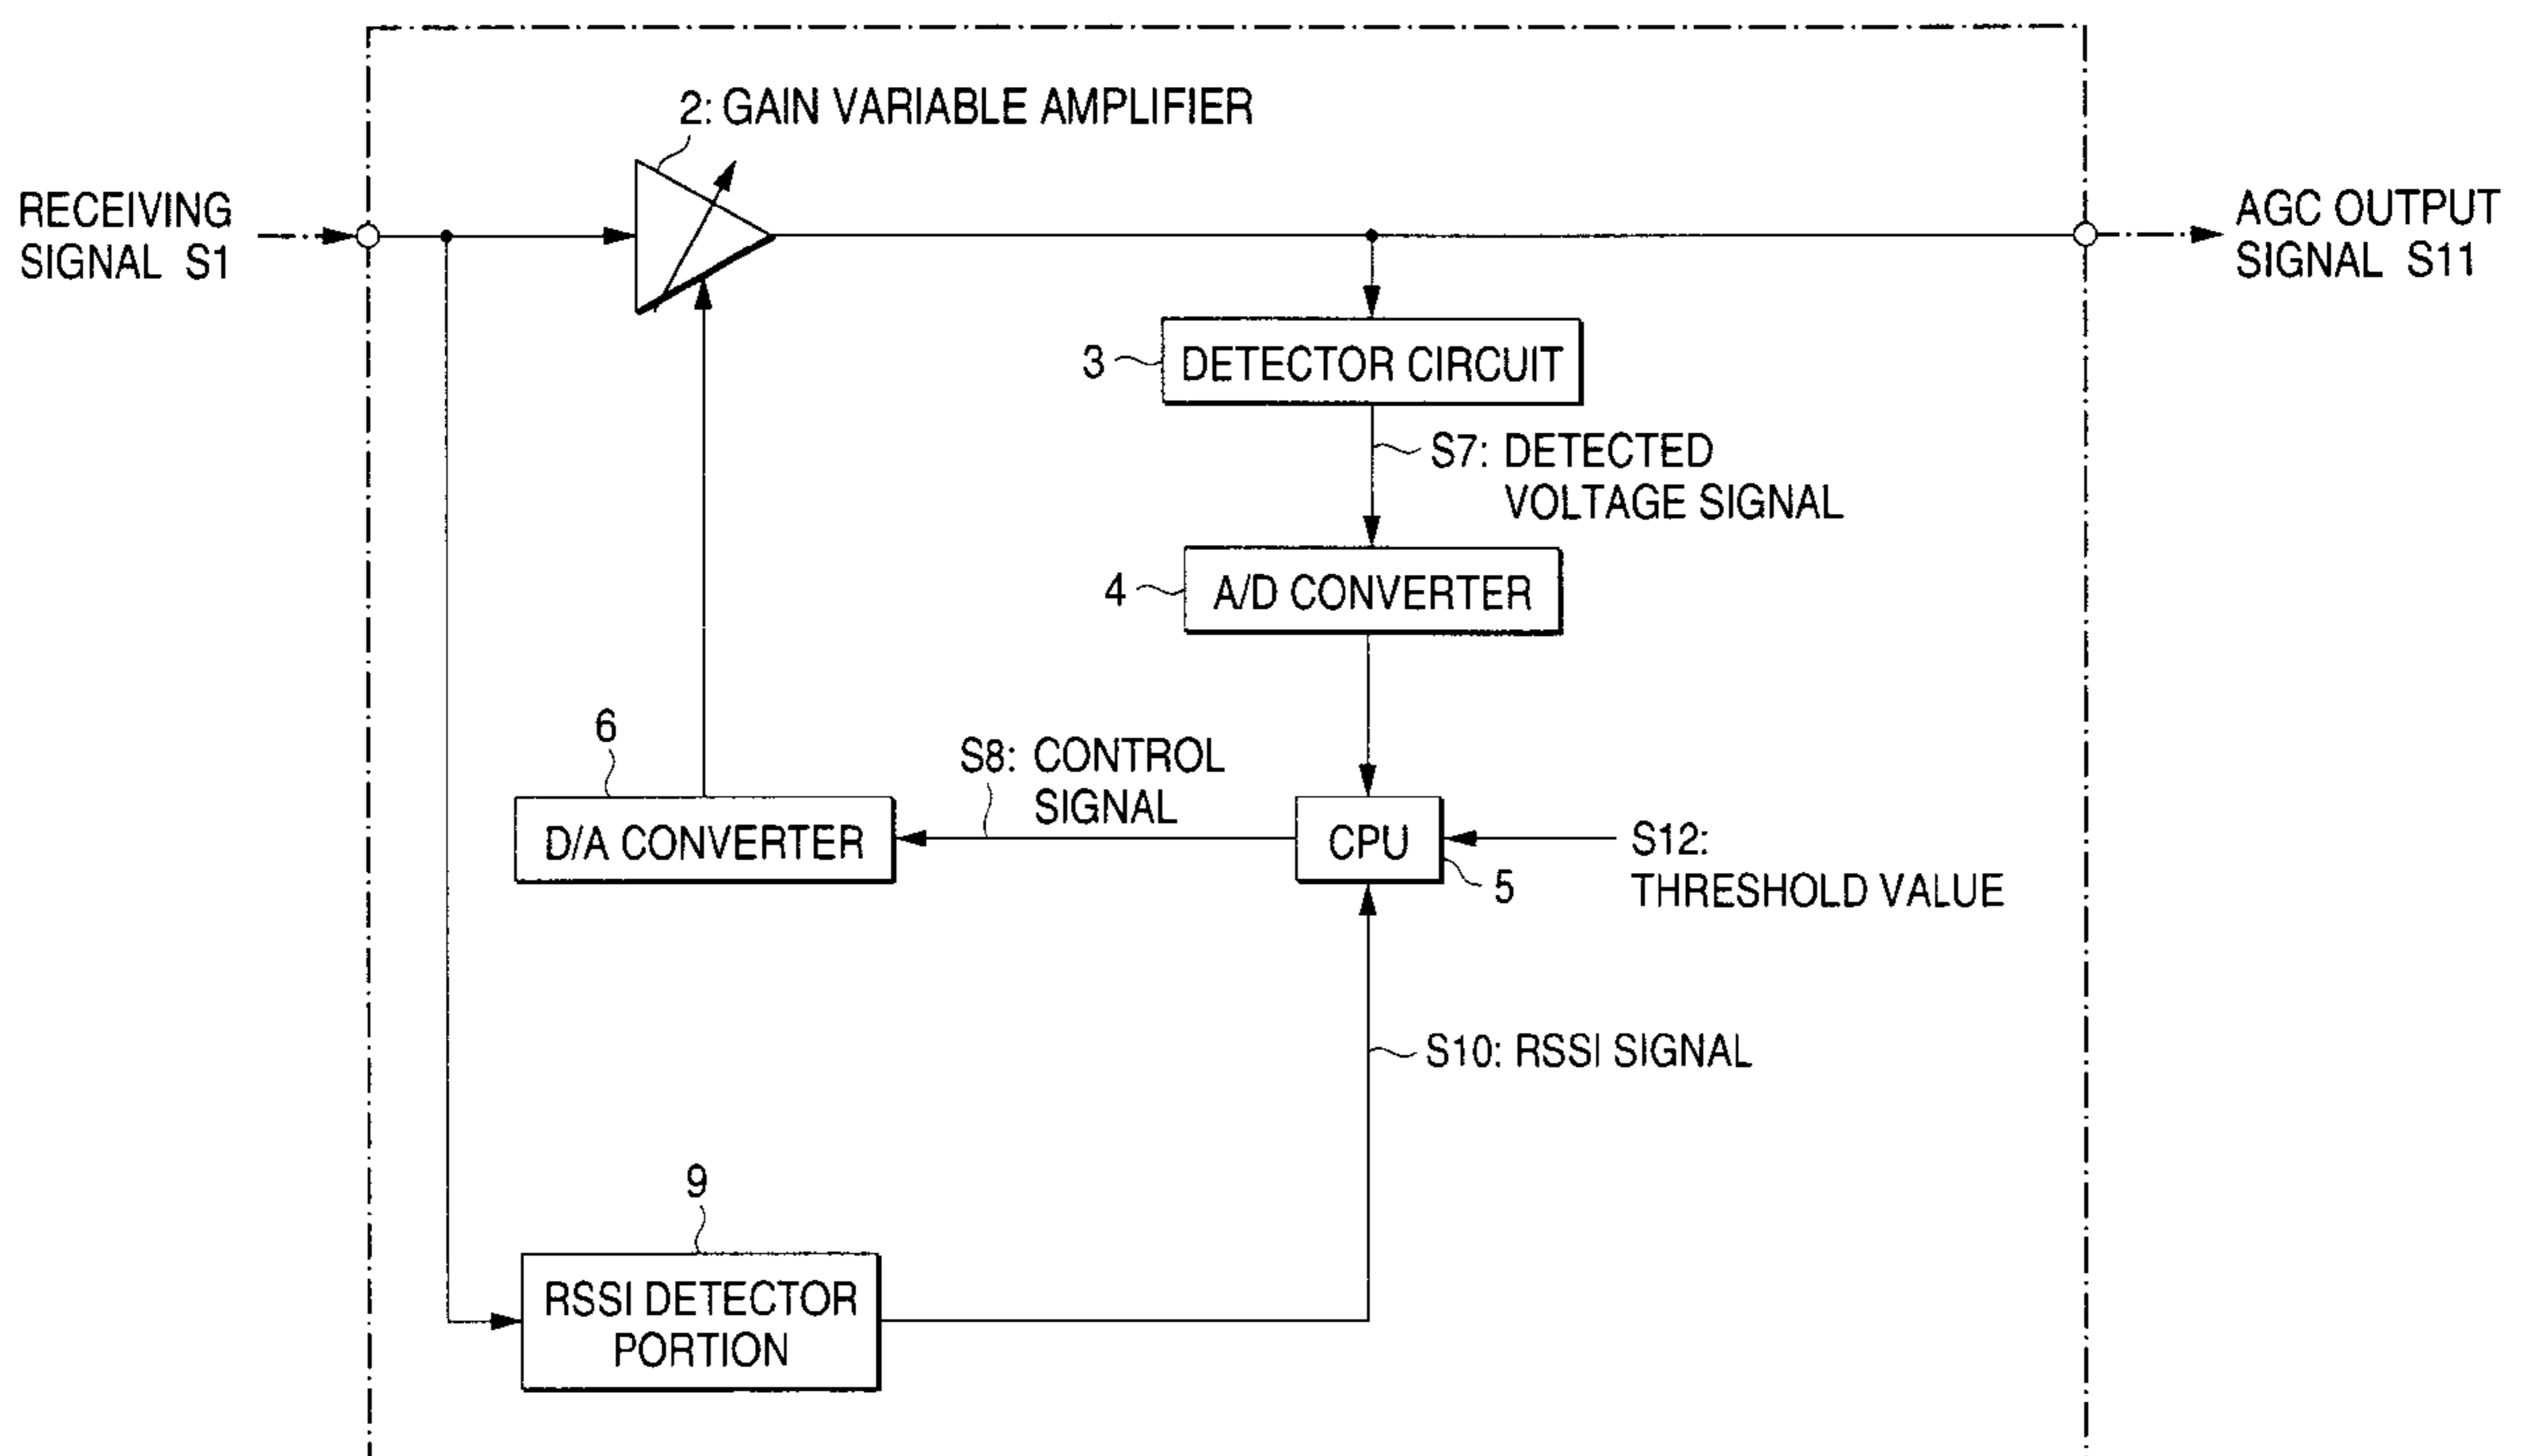 2: GAIN VARIABLE AMPLIFIER
RECEIVING
SIGNAL S1
AGC OUTPUT
SIGNAL S11
3
DETECTOR CIRCUIT
S7: DETECTED
VOLTAGE SIGNAL
4
A/D CONVERTER
6
S8: CONTROL
SIGNAL
D/A CONVERTER
CPU
5
S12:
THRESHOLD VALUE
S10: RSSI SIGNAL
9
RSSI DETECTOR
PORTION